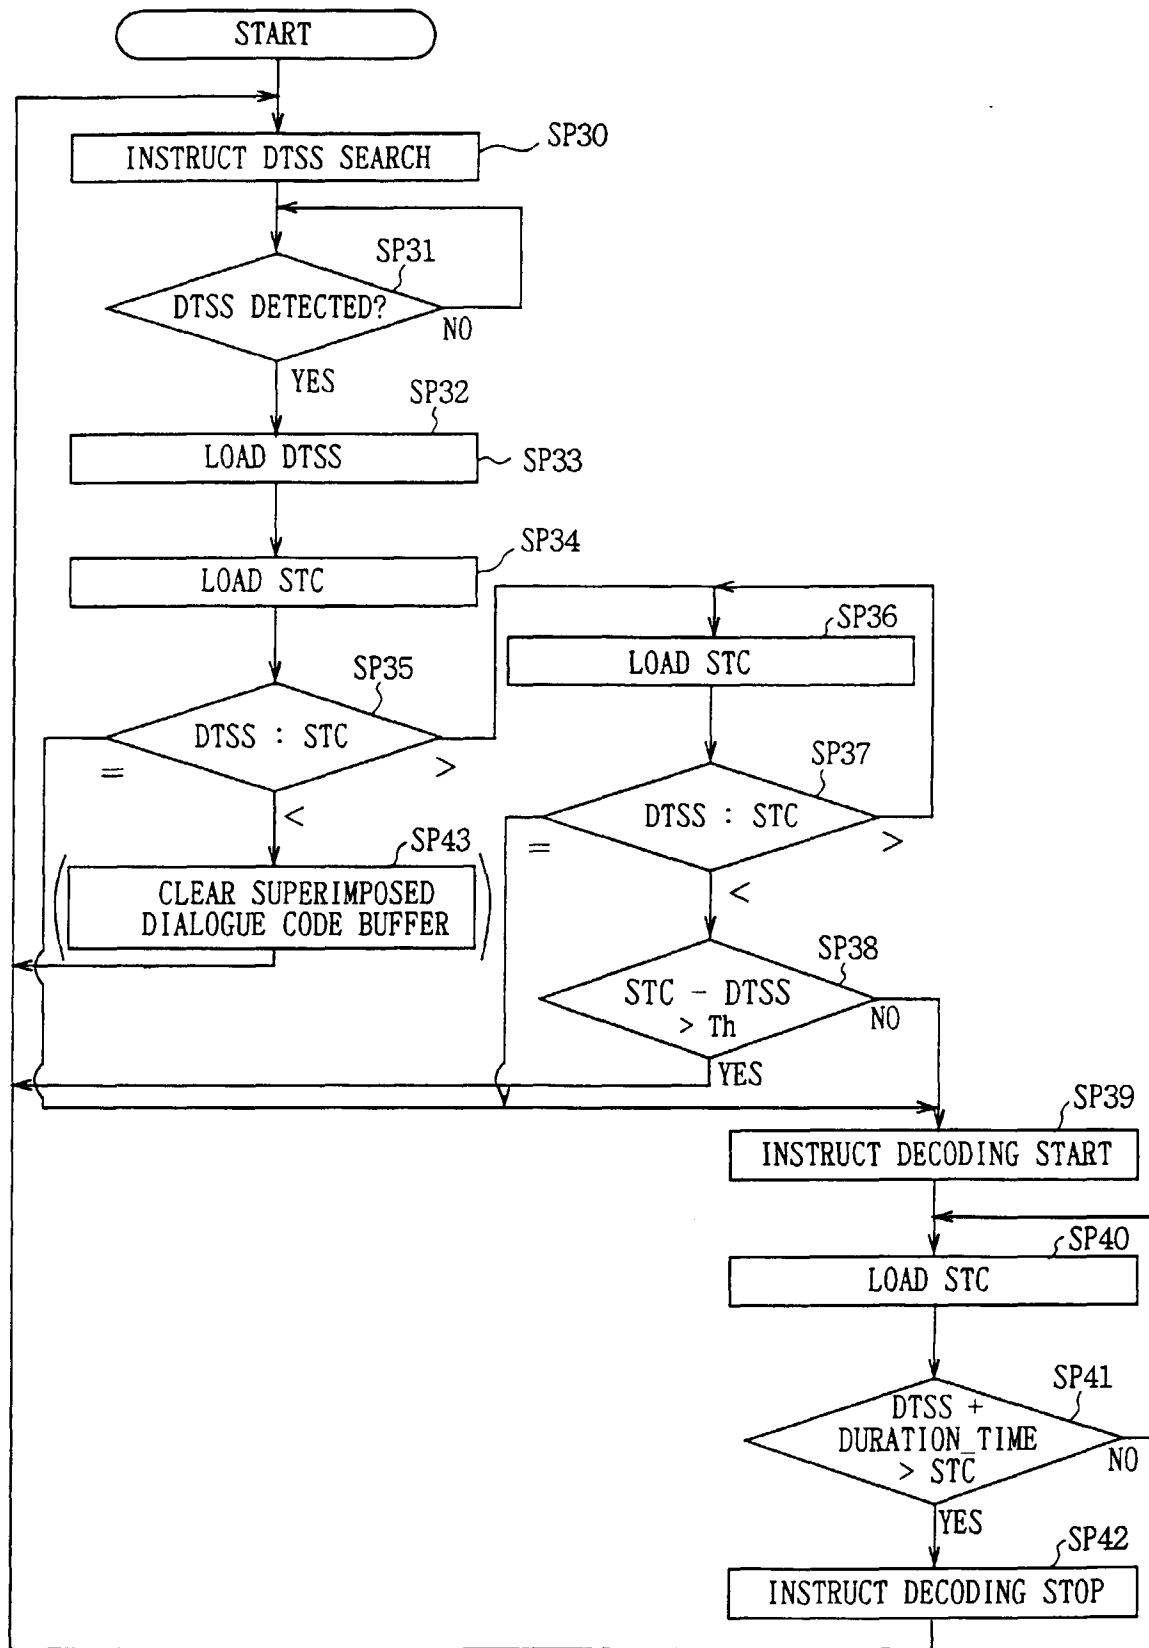 START
SP30
INSTRUCT DTSS SEARCH
SP31
DTSS DETECTED?
NO
YES
SP32
LOAD DTSS
SP33
SP34
LOAD STC
SP36
LOAD STC
SP35
DTSS : STC
=
>
<
SP37
DTSS : STC
=
>
<
SP43
CLEAR SUPERIMPOSED
DIALOGUE CODE BUFFER
SP38
STC - DTSS
> Th
NO
YES
SP39
INSTRUCT DECODING START
SP40
LOAD STC
SP41
DTSS +
DURATION_TIME
> STC
NO
YES
SP42
INSTRUCT DECODING STOP